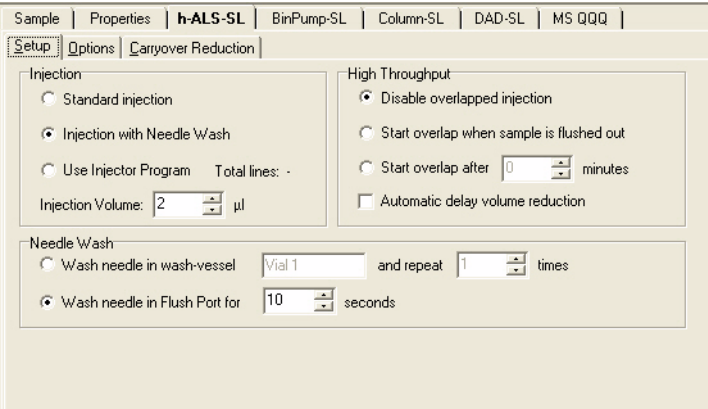 Sample Properties h-ALS-SL BinPump-SL Column-SL DAD-SL MS QQQ
Setup Options Carryover Reduction
Injection
Standard injection
Injection with Needle Wash
Use Injector Program Total lines: -
Injection Volume: 2 µl
High Throughput
Disable overlapped injection
Start overlap when sample is flushed out
Start overlap after 0 minutes
Automatic delay volume reduction
Needle Wash
Wash needle in wash-vessel Vial 1 and repeat 1 times
Wash needle in Flush Port for 10 seconds